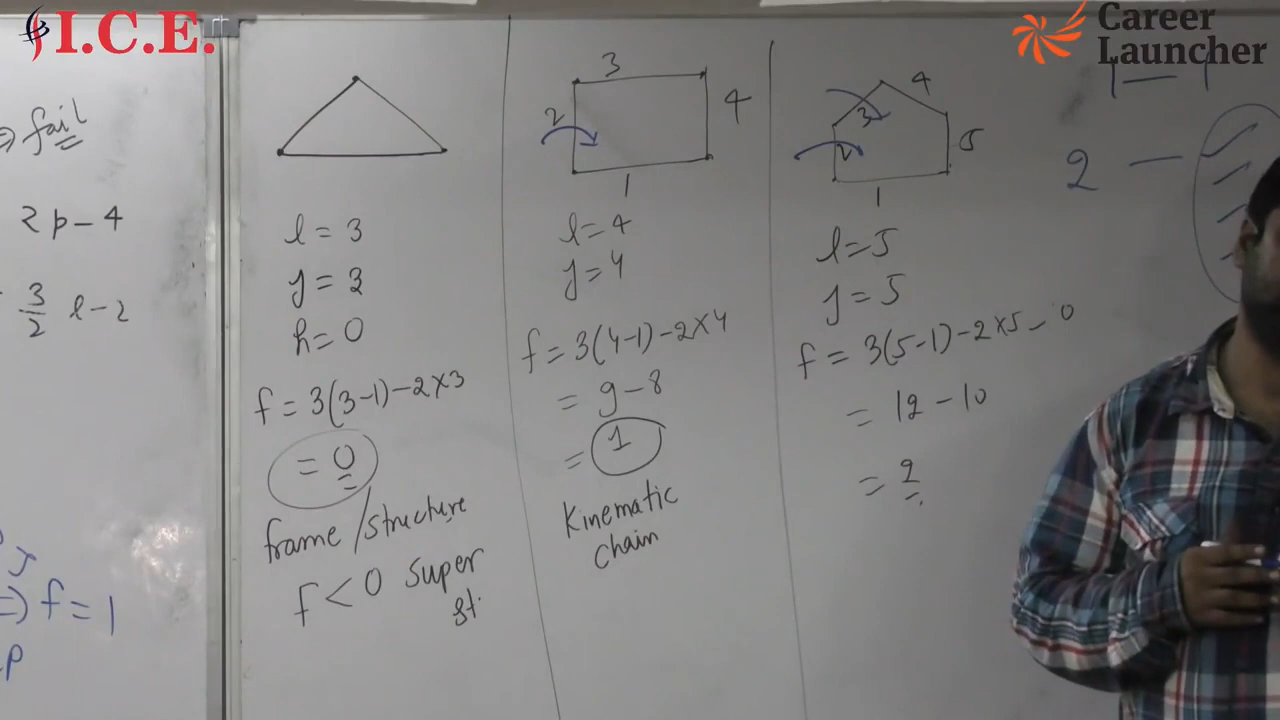 I.C.E.
Career
Launcher
⇒ fail
2p-4
3/2 l-2
⇒ f=1
p
l=3
j=3
h=0
f=3(3-1)-2×3
=0
frame/structure
f<0 super
st.
3
2
4
1
l=4
j=4
f=3(4-1)-2×4
=9-8
=1
Kinematic
chain
4
3
2
5
1
l=5
j=5
f=3(5-1)-2×5-0
=12-10
=2
1—1
2—